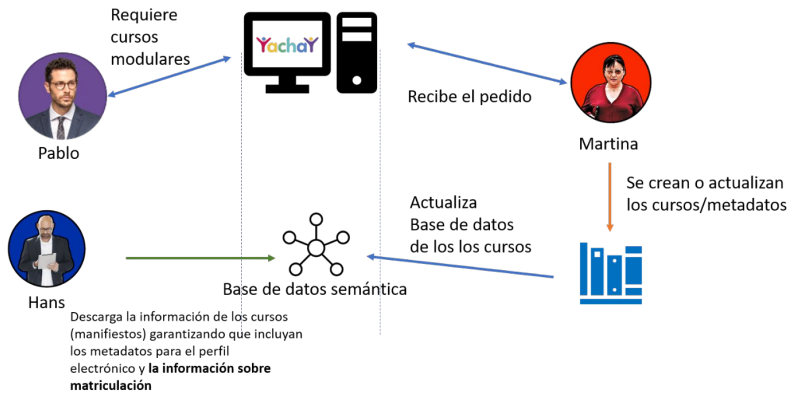 Requiere
cursos
modulares
YachaY
Recibe el pedido
Pablo
Martina
Se crean o actualizan
los cursos/metadatos
Actualiza
Base de datos
de los los cursos
Hans
Base de datos semántica
Descarga la información de los cursos
(manifiestos) garantizando que incluyan
los metadatos para el perfil
electrónico y la información sobre
matriculación